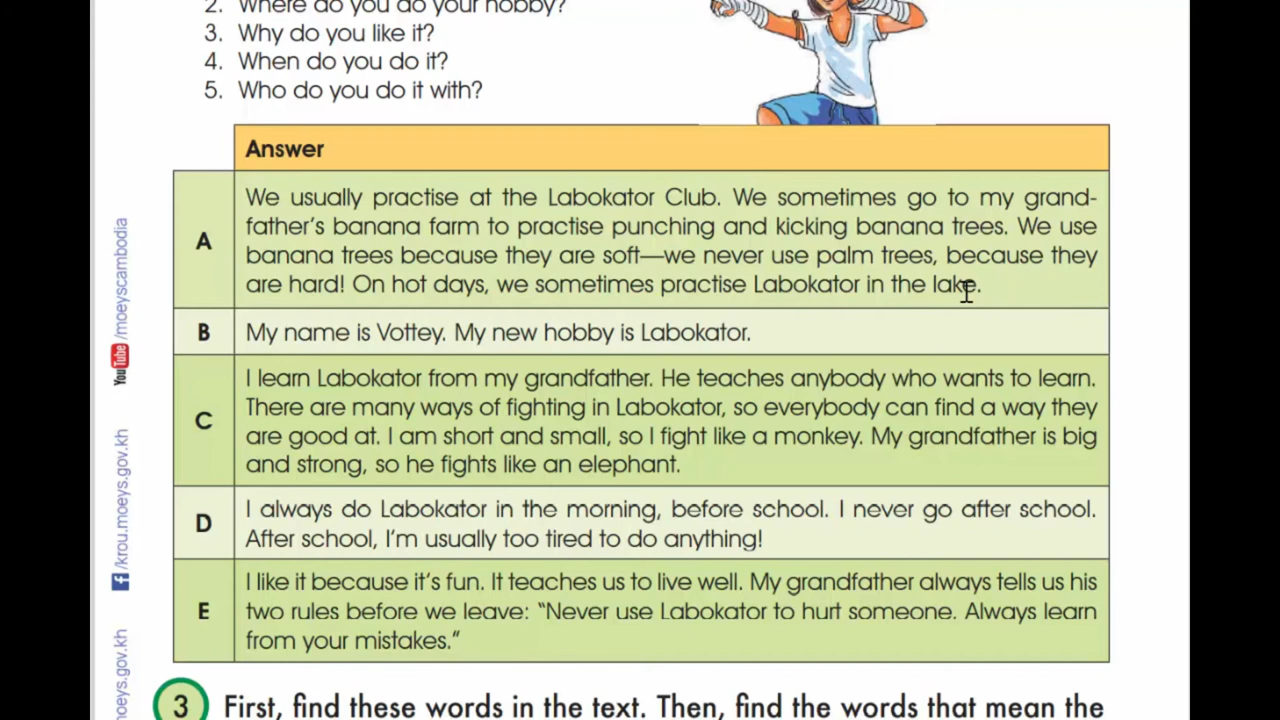 2. Where do you do your hobby?
3. Why do you like it?
4. When do you do it?
5. Who do you do it with?
Answer
A
We usually practise at the Labokator Club. We sometimes go to my grand-
father's banana farm to practise punching and kicking banana trees. We use
banana trees because they are soft—we never use palm trees, because they
are hard! On hot days, we sometimes practise Labokator in the lake.
B
My name is Vottey. My new hobby is Labokator.
C
I learn Labokator from my grandfather. He teaches anybody who wants to learn.
There are many ways of fighting in Labokator, so everybody can find a way they
are good at. I am short and small, so I fight like a monkey. My grandfather is big
and strong, so he fights like an elephant.
D
I always do Labokator in the morning, before school. I never go after school.
After school, I'm usually too tired to do anything!
E
I like it because it's fun. It teaches us to live well. My grandfather always tells us his
two rules before we leave: “Never use Labokator to hurt someone. Always learn
from your mistakes.“
3 First, find these words in the text. Then, find the words that mean the
YouTube /moeyscambodia
f /krou.moeys.gov.kh
moeys.gov.kh